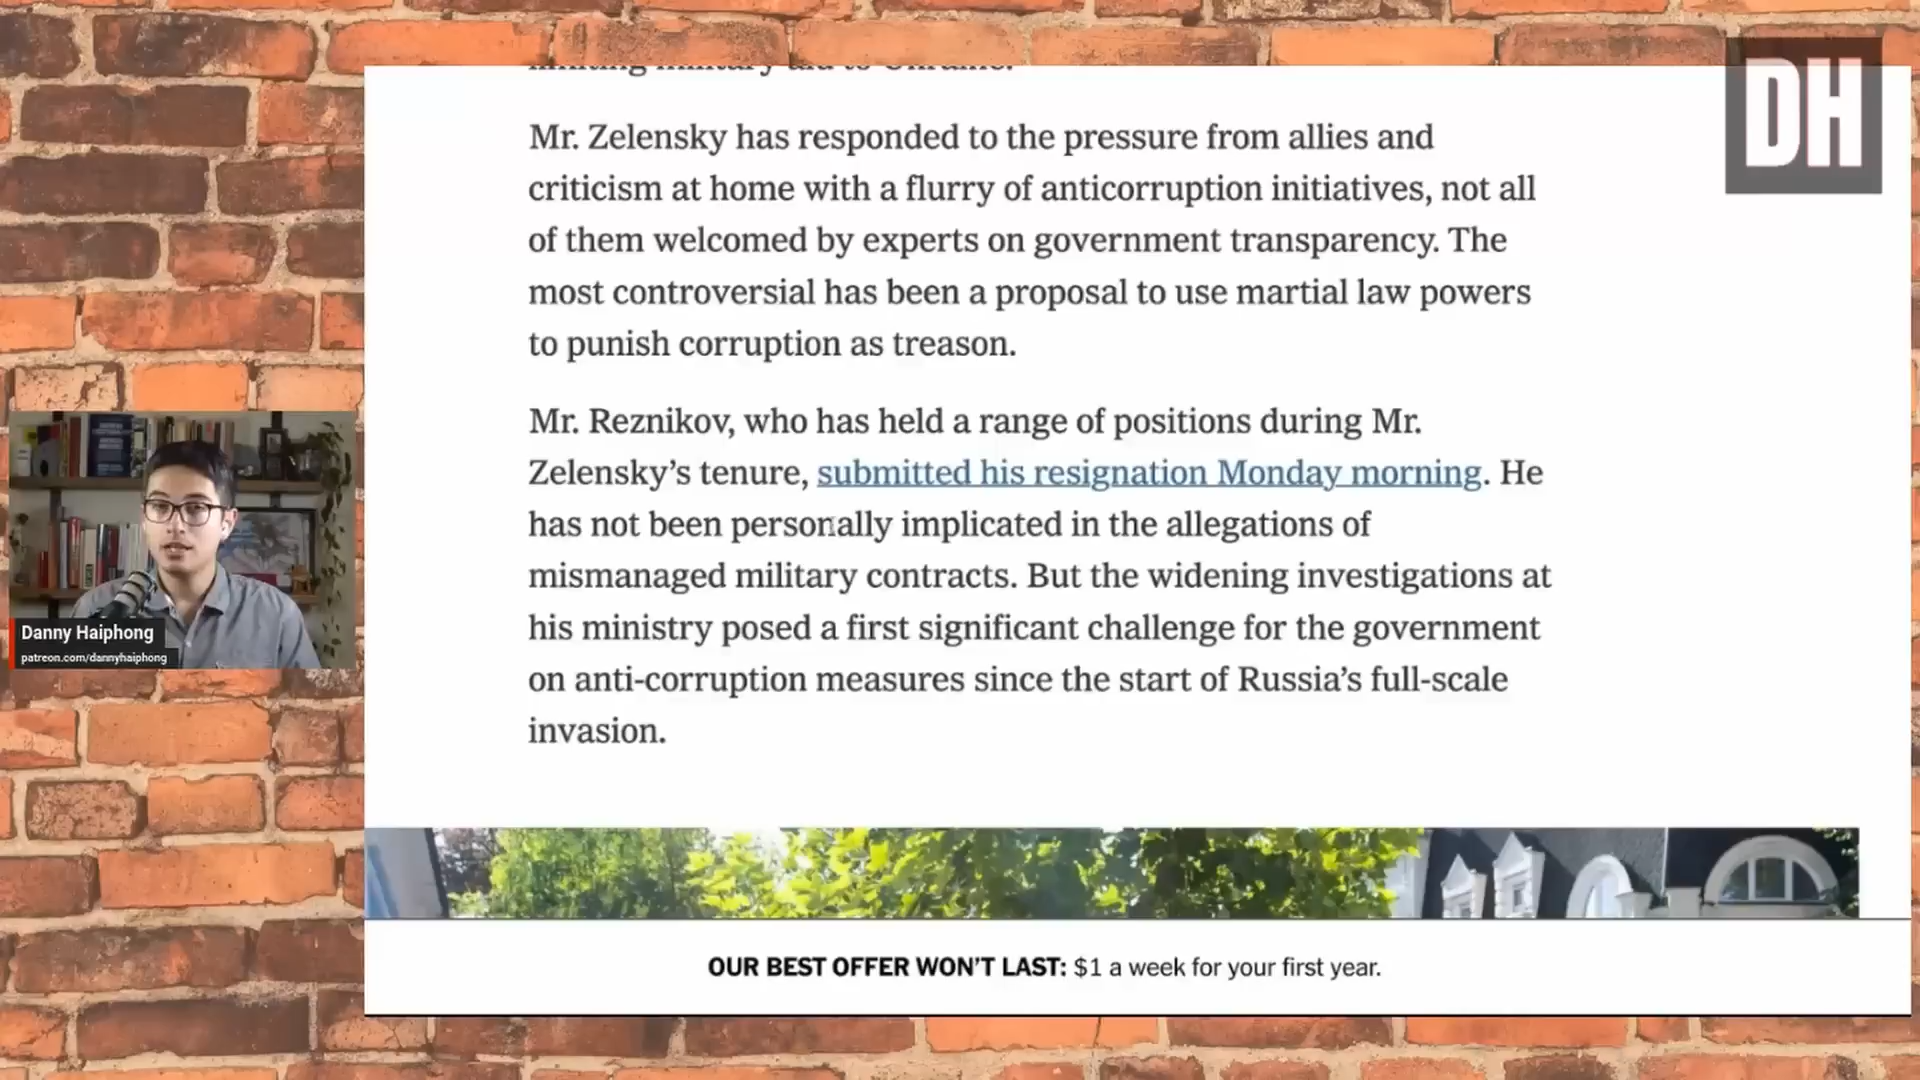 limiting military aid to Ukraine.
DH
Mr. Zelensky has responded to the pressure from allies and
criticism at home with a flurry of anticorruption initiatives, not all
of them welcomed by experts on government transparency. The
most controversial has been a proposal to use martial law powers
to punish corruption as treason.
Mr. Reznikov, who has held a range of positions during Mr.
Zelensky’s tenure, submitted his resignation Monday morning. He
has not been personally implicated in the allegations of
mismanaged military contracts. But the widening investigations at
his ministry posed a first significant challenge for the government
on anti-corruption measures since the start of Russia’s full-scale
invasion.
Danny Haiphong
patreon.com/dannyhaiphong
OUR BEST OFFER WON’T LAST: $1 a week for your first year.